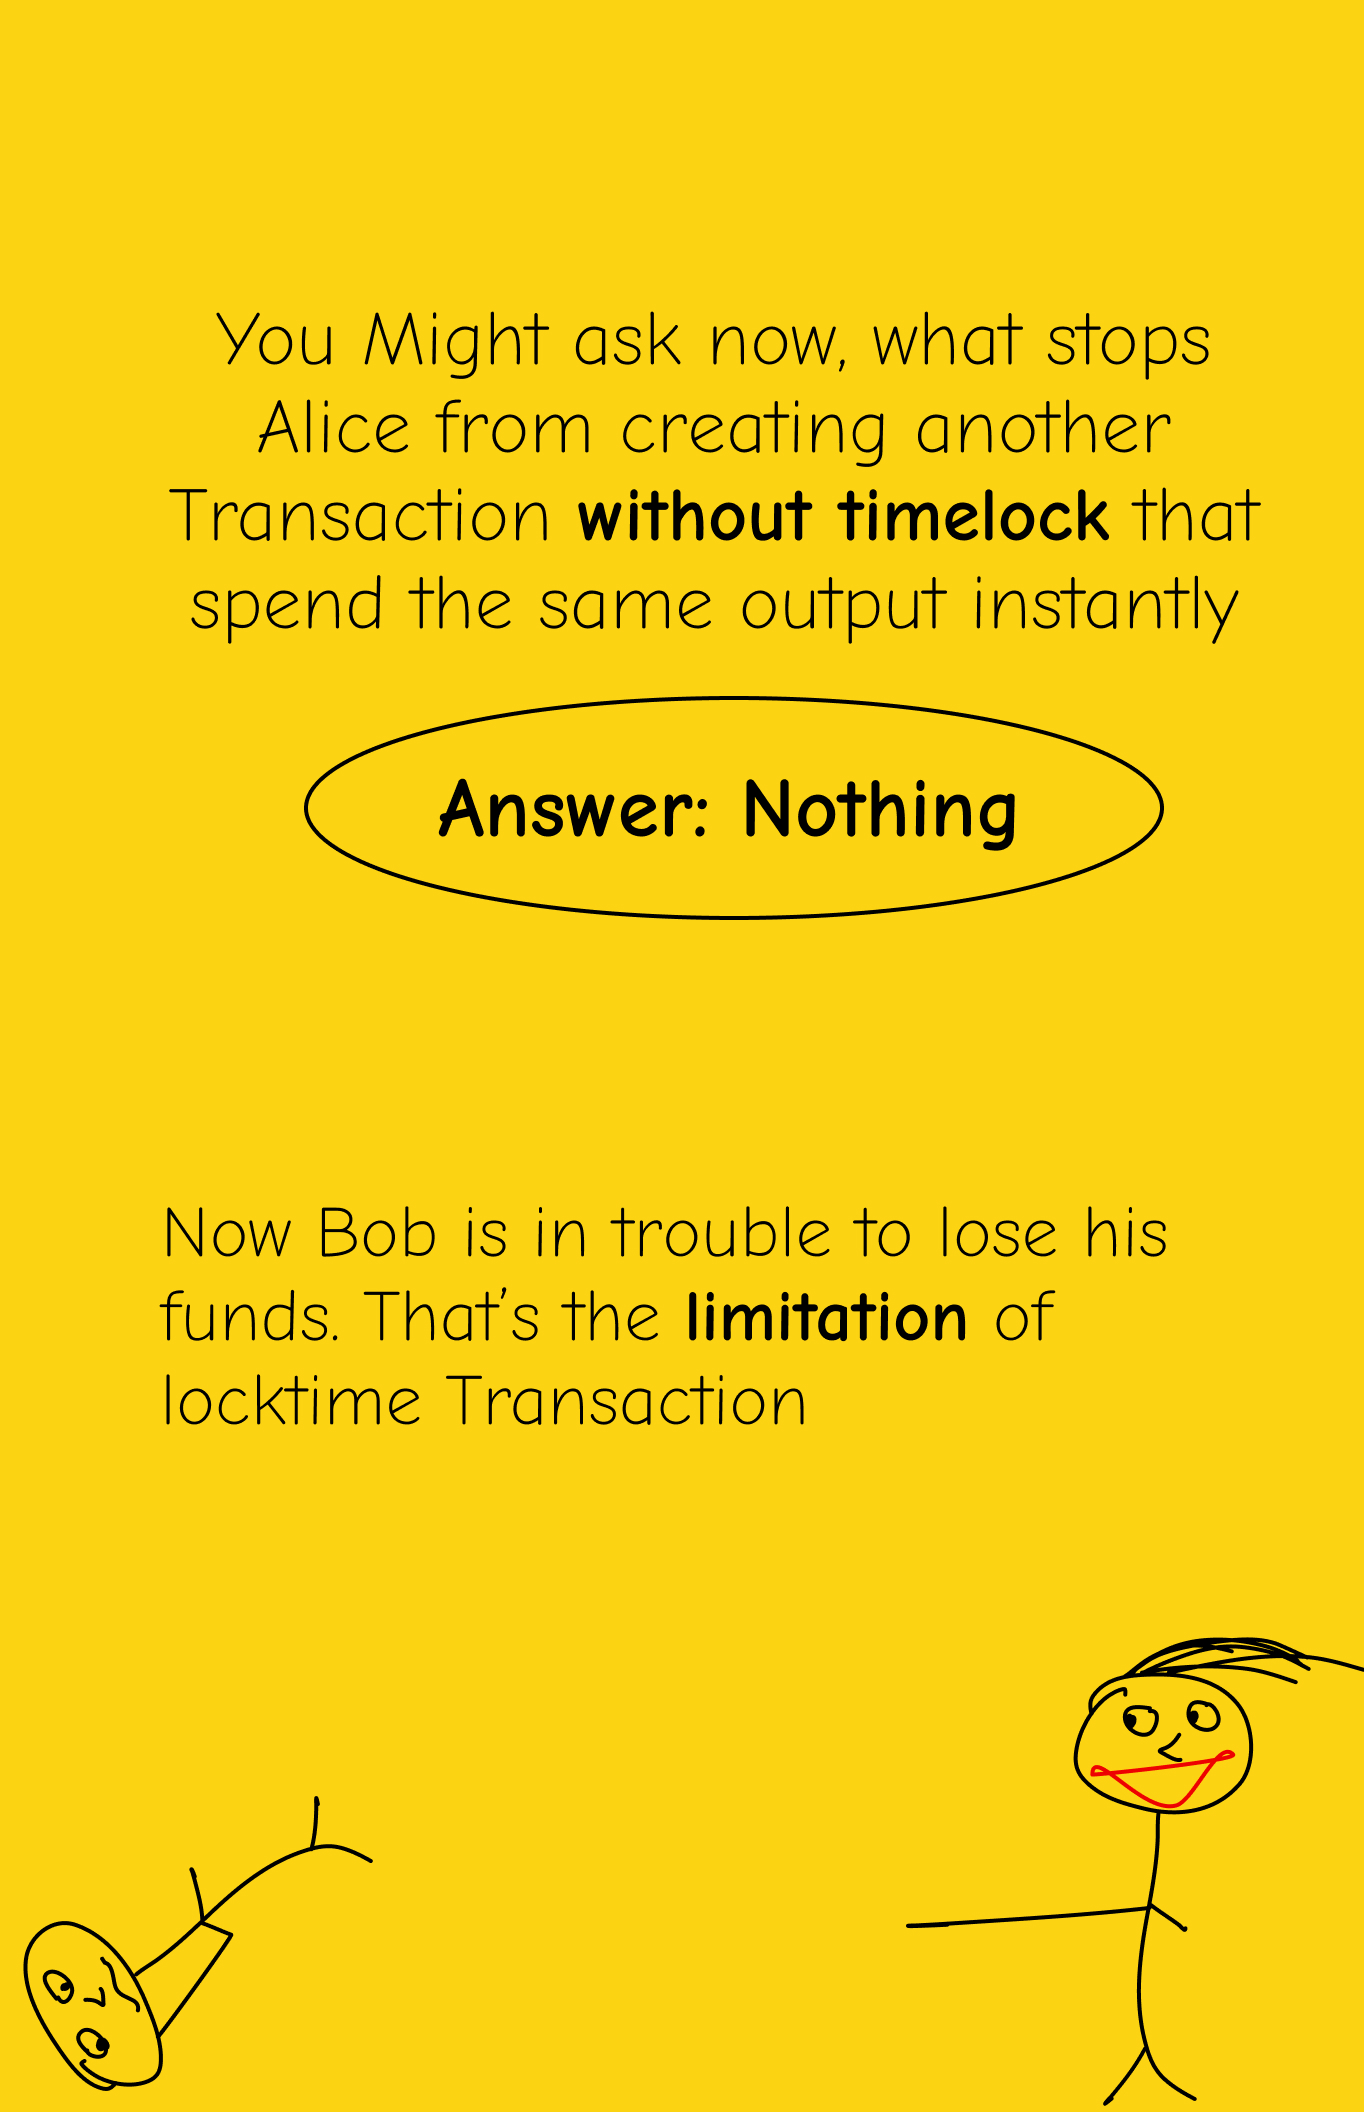 You Might ask now, what stops
Alice from creating another
Transaction without timelock that
spend the same output instantly
Answer: Nothing
Now Bob is in trouble to lose his
funds. That's the limitation of
locktime Transaction